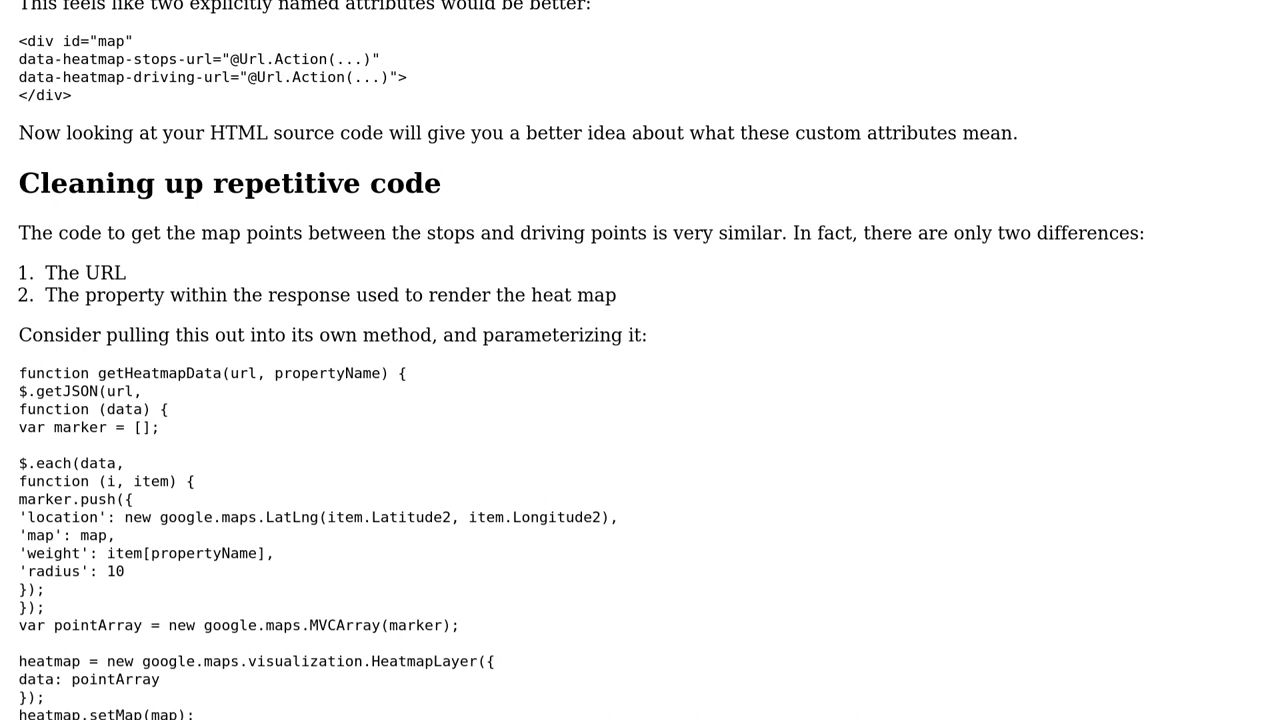 This feels like two explicitly named attributes would be better:
<div id="map"
data-heatmap-stops-url="@Url.Action(...)"
data-heatmap-driving-url="@Url.Action(...)">
</div>
Now looking at your HTML source code will give you a better idea about what these custom attributes mean.
Cleaning up repetitive code
The code to get the map points between the stops and driving points is very similar. In fact, there are only two differences:
1. The URL
2. The property within the response used to render the heat map
Consider pulling this out into its own method, and parameterizing it:
function getHeatmapData(url, propertyName) {
$.getJSON(url,
function (data) {
var marker = [];
$.each(data,
function (i, item) {
marker.push({
'location': new google.maps.LatLng(item.Latitude2, item.Longitude2),
'map': map,
'weight': item[propertyName],
'radius': 10
});
});
var pointArray = new google.maps.MVCArray(marker);
heatmap = new google.maps.visualization.HeatmapLayer({
data: pointArray
});
heatmap.setMap(map);